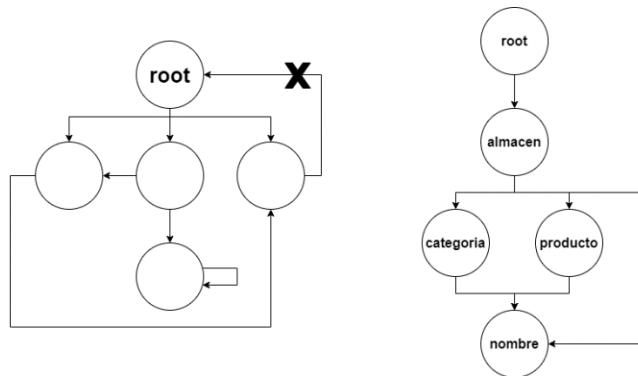 root
X
root
almacen
categoria
producto
nombre